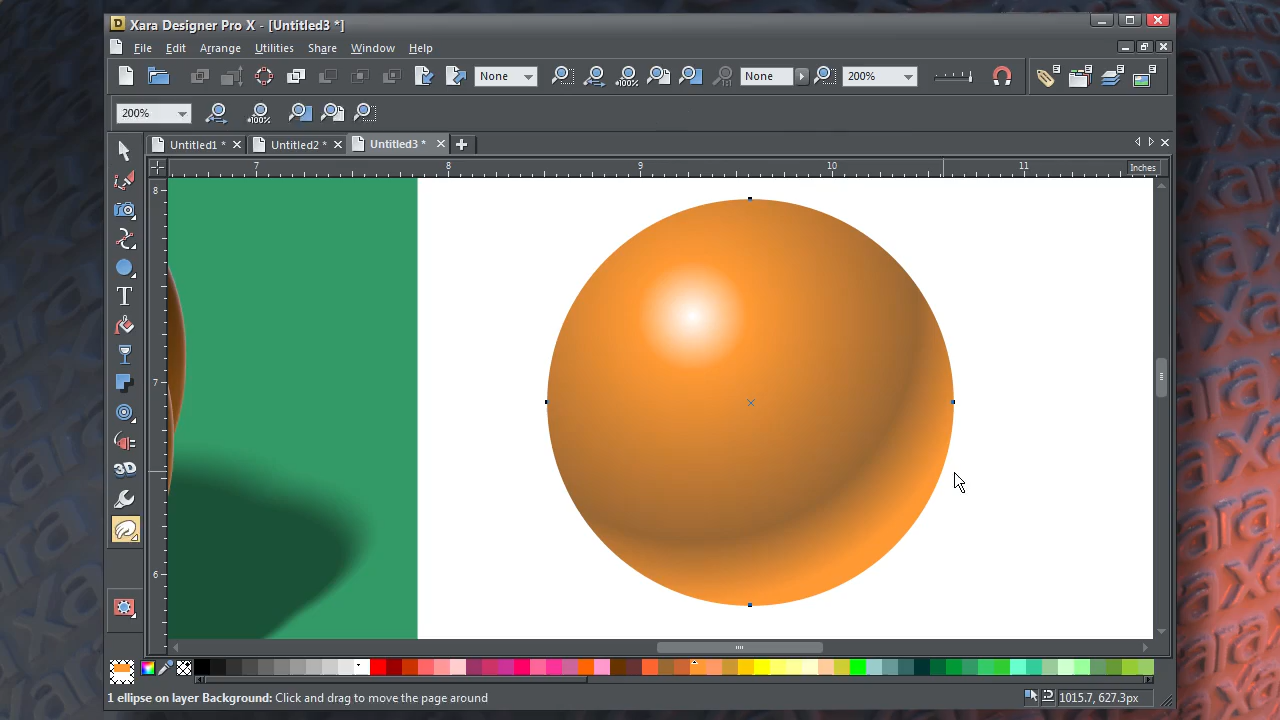 Xara Designer Pro X - [Untitled3 *]
File Edit Arrange Utilities Share Window Help
None None 200%
200%
Untitled1 * Untitled2 * Untitled3 *
7 8 9 10 11 Inches
8
7
6
T
3D
1 ellipse on layer Background: Click and drag to move the page around 1015.7, 627.3px